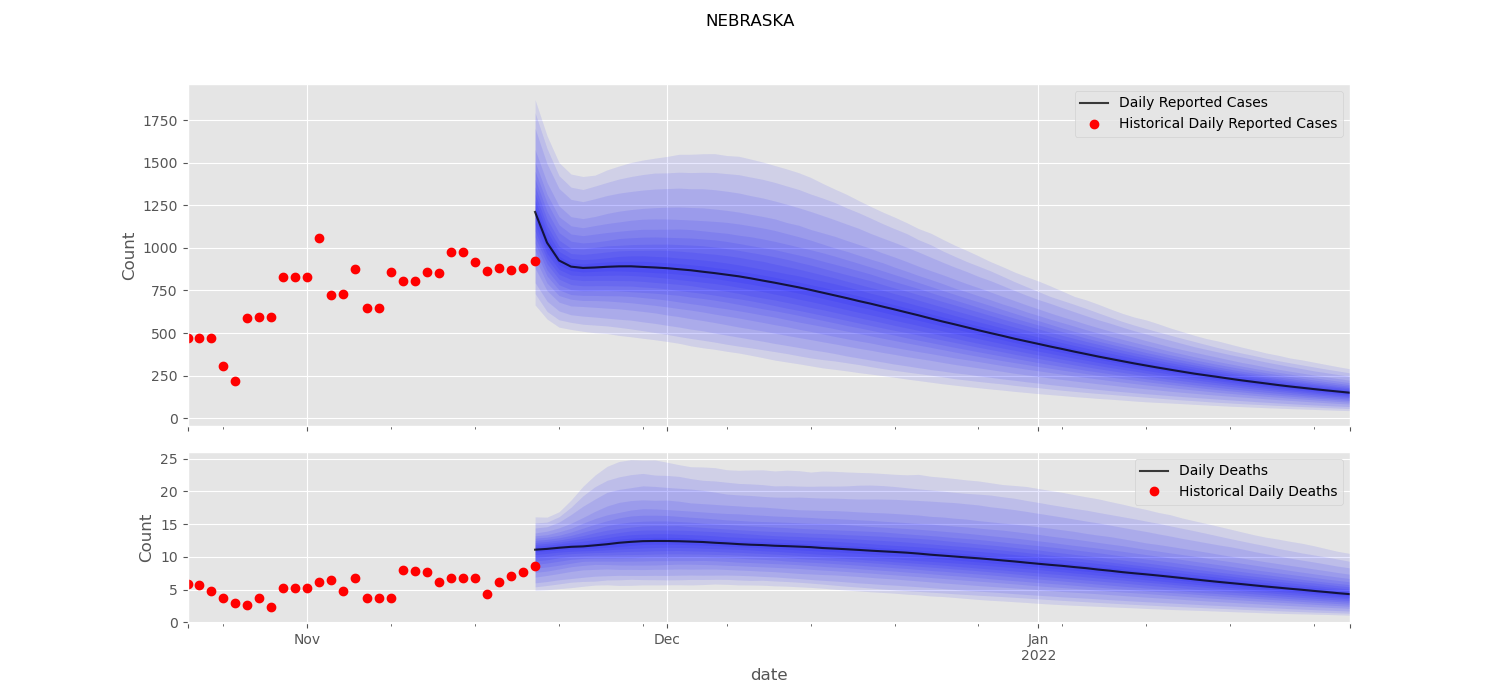 NEBRASKA
Count
1750
1500
1250
1000
750
500
250
0
Daily Reported Cases
Historical Daily Reported Cases
Count
25
20
15
10
5
0
Daily Deaths
Historical Daily Deaths
Nov
Dec
Jan
2022
date